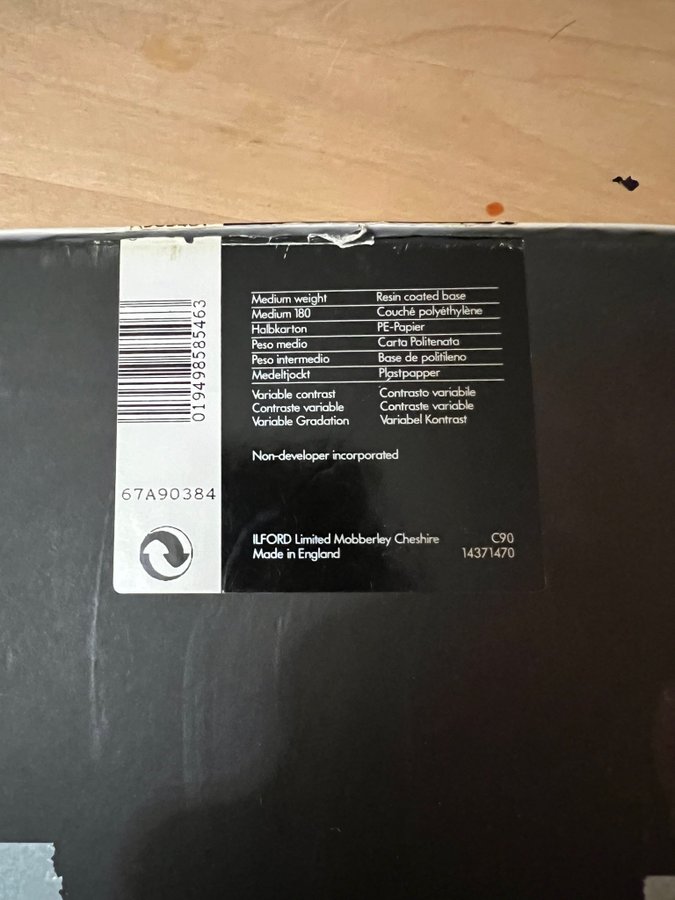 019498585463
67A90384
Medium weight Resin coated base
Medium 180 Couché polyéthylène
Halbkarton PE-Papier
Peso medio Carta Politenata
Peso intermedio Base de politileno
Medeltjockt Plastpapper
Variable contrast Contrasto variabile
Contraste variable Contraste variable
Variable Gradation Variabel Kontrast
Non-developer incorporated
ILFORD Limited Mobberley Cheshire C90
Made in England 14371470